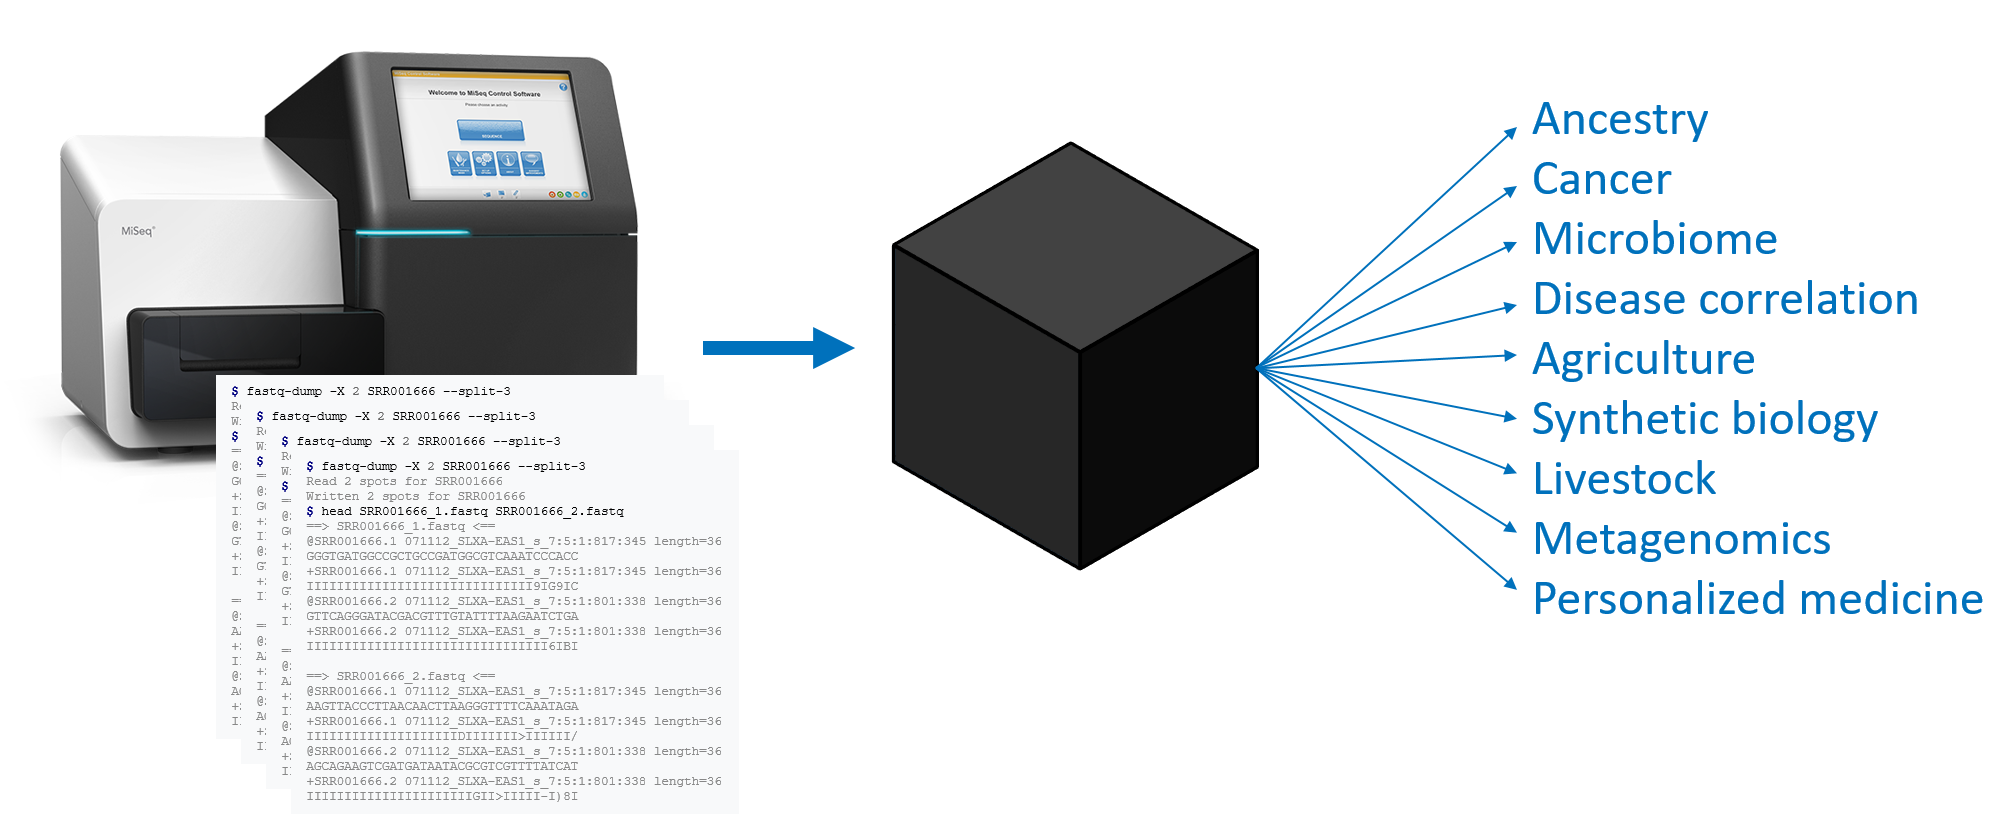 Welcome to MiSeq Control Software
Please choose an activity
SEQUENCE
MiSeq®
$ fastq-dump -X 2 SRR001666 --split-3
$ fastq-dump -X 2 SRR001666 --split-3
$ fastq-dump -X 2 SRR001666 --split-3
$ fastq-dump -X 2 SRR001666 --split-3
Read 2 spots for SRR001666
Written 2 spots for SRR001666
$ head SRR001666_1.fastq SRR001666_2.fastq
==> SRR001666_1.fastq <==
@SRR001666.1 071112_SLXA-EAS1_s_7:5:1:817:345 length=36
GGGTGATGGCCGCTGCCGATGGCGTCAAATCCCACC
+SRR001666.1 071112_SLXA-EAS1_s_7:5:1:817:345 length=36
IIIIIIIIIIIIIIIIIIIIIIIIIIIIII9IG9IC
@SRR001666.2 071112_SLXA-EAS1_s_7:5:1:801:338 length=36
GTTCAGGGATACGACGTTTGTATTTTAAGAATCTGA
+SRR001666.2 071112_SLXA-EAS1_s_7:5:1:801:338 length=36
IIIIIIIIIIIIIIIIIIIIIIIIIIIIIIII6IBI
==> SRR001666_2.fastq <==
@SRR001666.1 071112_SLXA-EAS1_s_7:5:1:817:345 length=36
AAGTTACCCTTAACAACTTAAGGGTTTTCAAATAGA
+SRR001666.1 071112_SLXA-EAS1_s_7:5:1:817:345 length=36
IIIIIIIIIIIIIIIIIIIIDIIIIIII>IIIIII/
@SRR001666.2 071112_SLXA-EAS1_s_7:5:1:801:338 length=36
AGCAGAAGTCGATGATAATACGCGTCGTTTTATCAT
+SRR001666.2 071112_SLXA-EAS1_s_7:5:1:801:338 length=36
IIIIIIIIIIIIIIIIIIIIIIGII>IIIII-I)8I
Ancestry
Cancer
Microbiome
Disease correlation
Agriculture
Synthetic biology
Livestock
Metagenomics
Personalized medicine